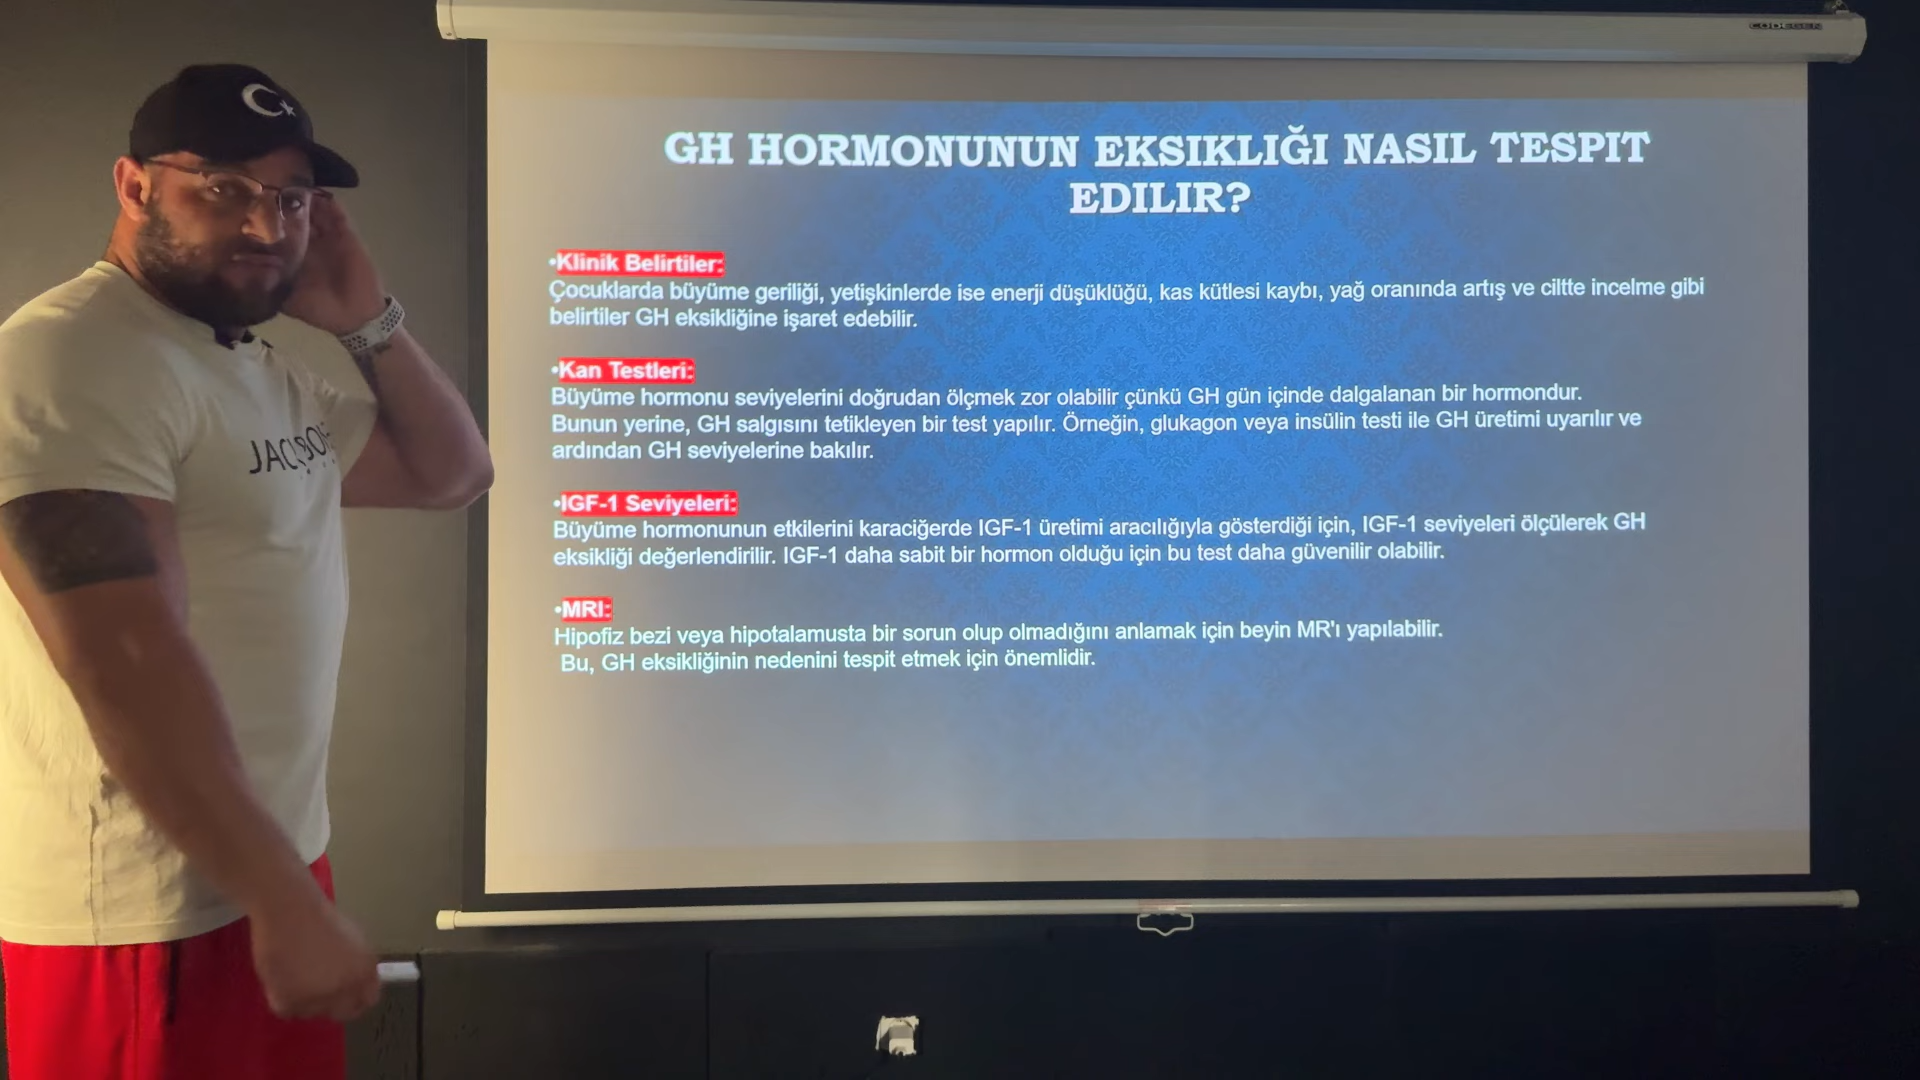 CODEGEN
GH HORMONUNUN EKSIKLIĞI NASIL TESPIT
EDILIR?
•Klinik Belirtiler:
Çocuklarda büyüme geriliği, yetişkinlerde ise enerji düşüklüğü, kas kütlesi kaybı, yağ oranında artış ve ciltte incelme gibi
belirtiler GH eksikliğine işaret edebilir.
•Kan Testleri:
Büyüme hormonu seviyelerini doğrudan ölçmek zor olabilir çünkü GH gün içinde dalgalanan bir hormondur.
Bunun yerine, GH salgısını tetikleyen bir test yapılır. Örneğin, glukagon veya insülin testi ile GH üretimi uyarılır ve
ardından GH seviyelerine bakılır.
•IGF-1 Seviyeleri:
Büyüme hormonunun etkilerini karaciğerde IGF-1 üretimi aracılığıyla gösterdiği için, IGF-1 seviyeleri ölçülerek GH
eksikliği değerlendirilir. IGF-1 daha sabit bir hormon olduğu için bu test daha güvenilir olabilir.
•MRI:
Hipofiz bezi veya hipotalamusta bir sorun olup olmadığını anlamak için beyin MR'ı yapılabilir.
Bu, GH eksikliğinin nedenini tespit etmek için önemlidir.